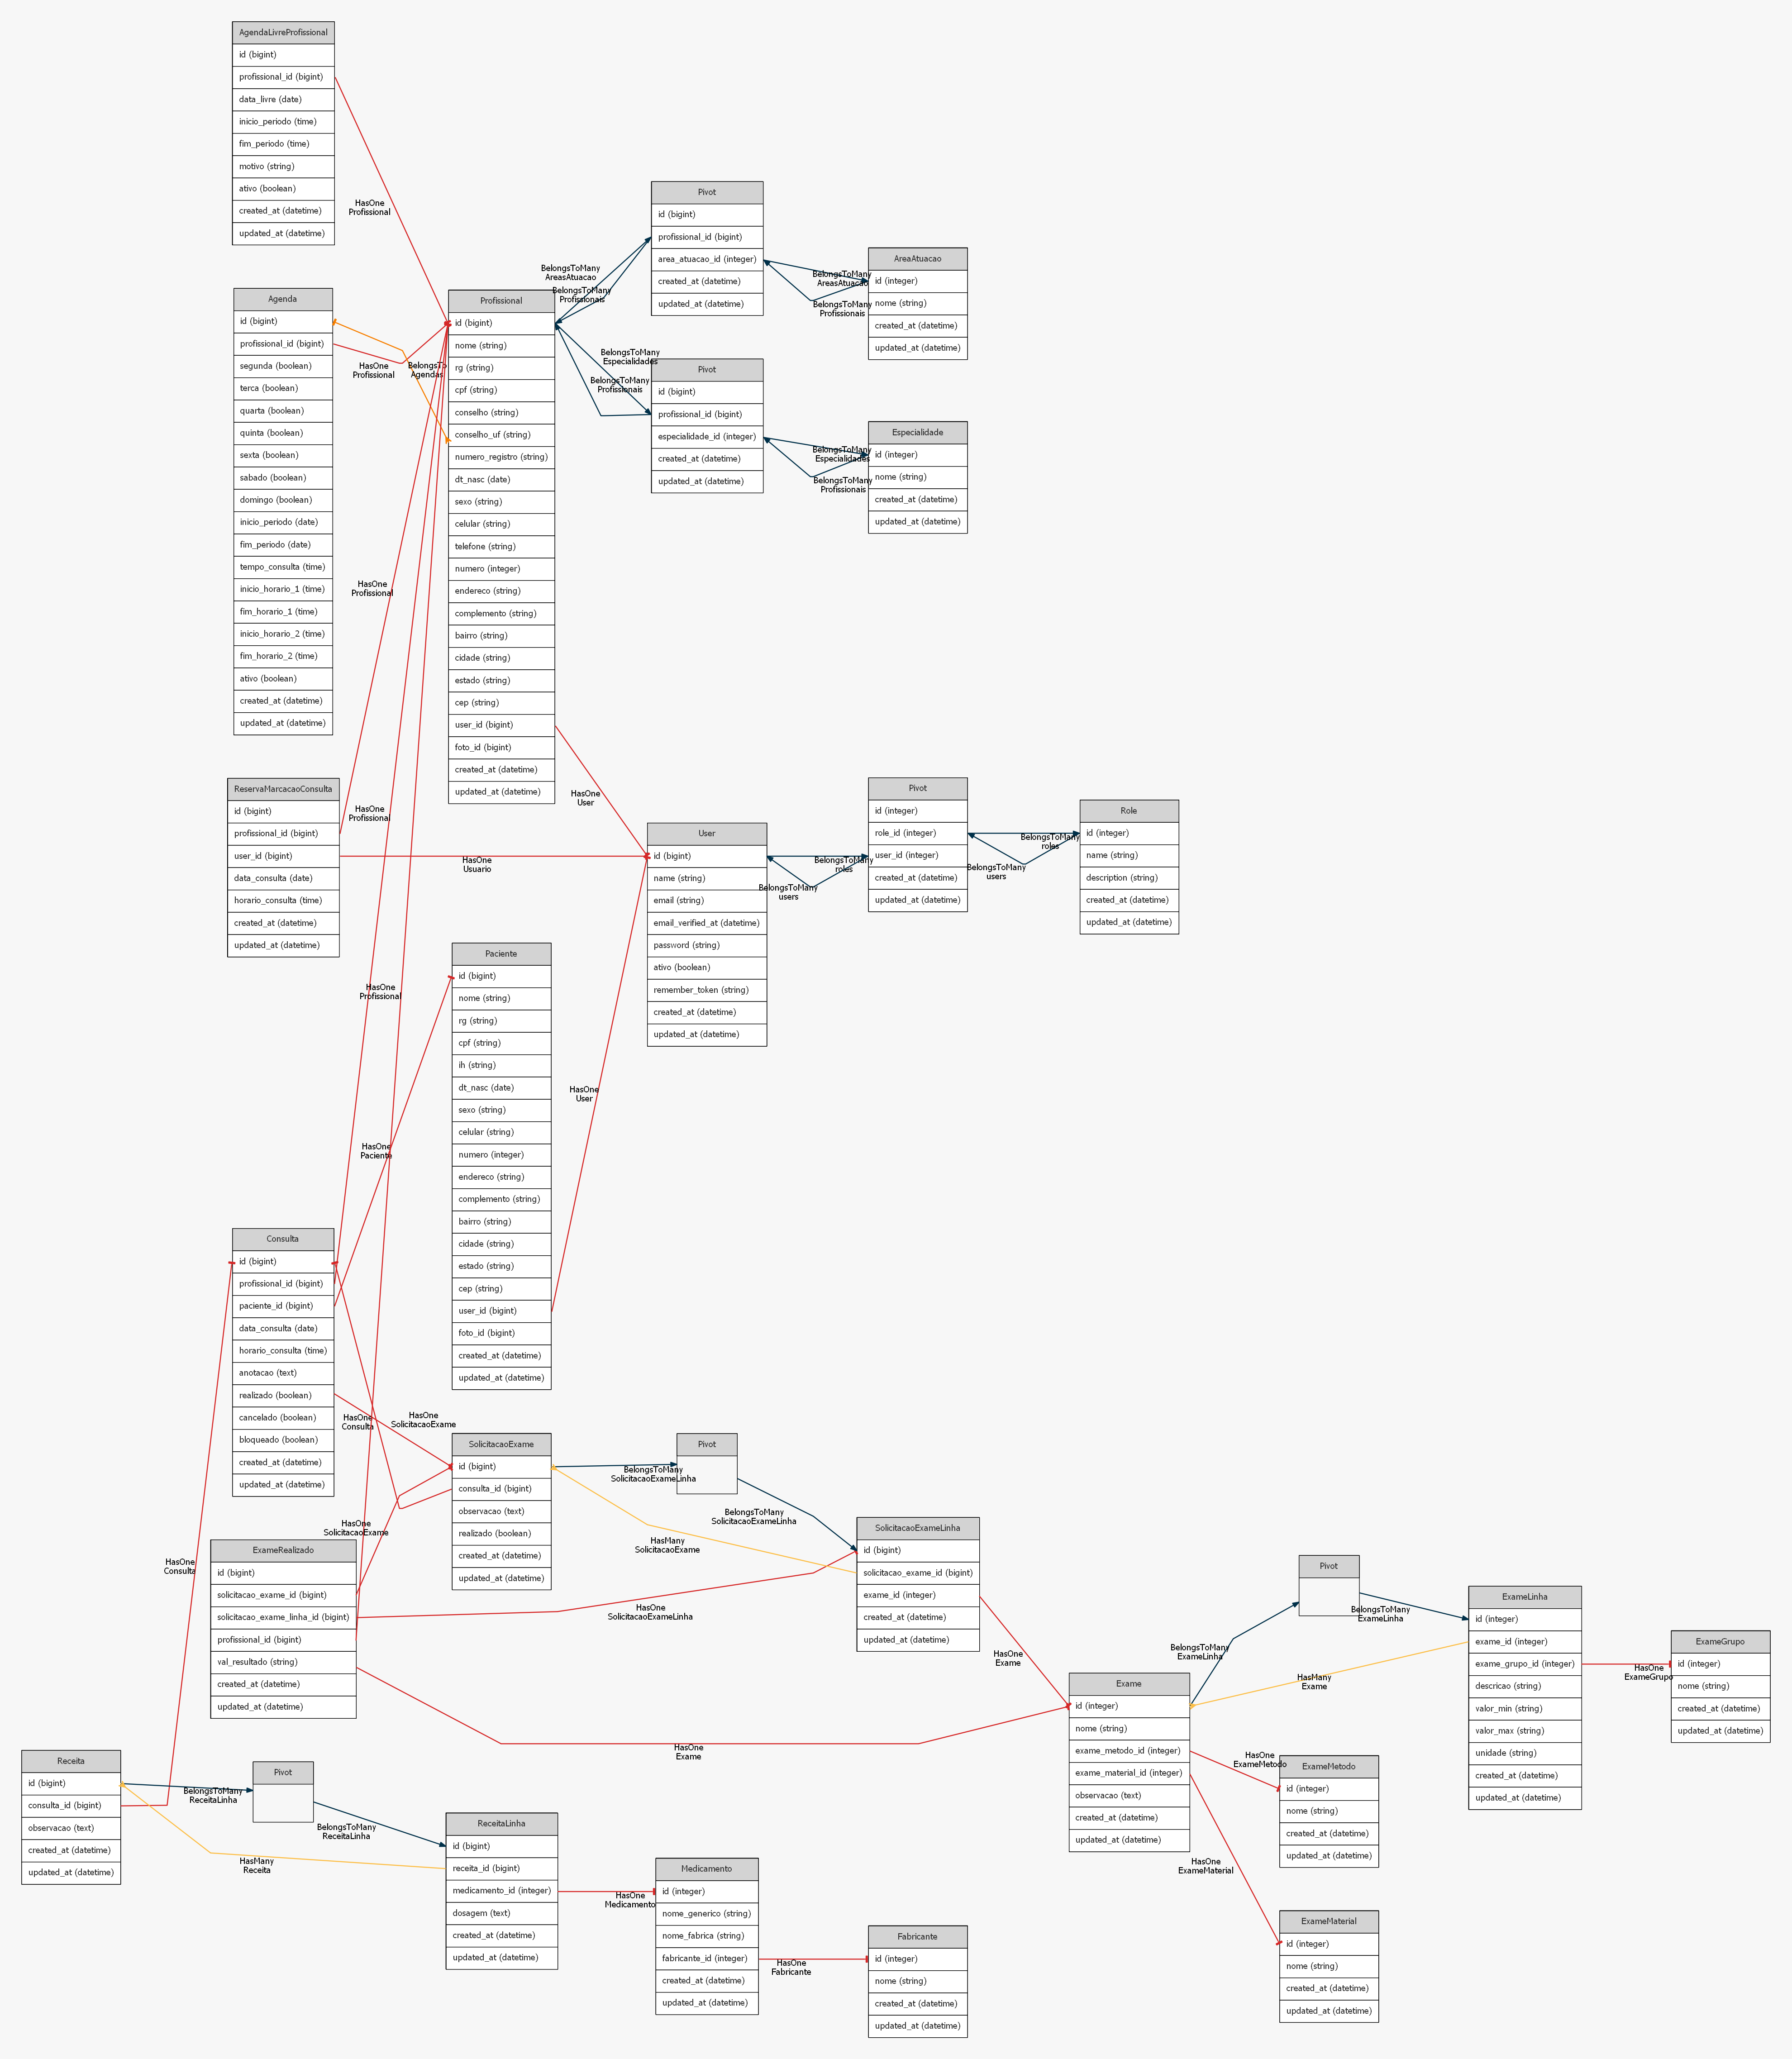 AgendaLivreProfissional
id (bigint)
profissional_id (bigint)
data_livre (date)
inicio_periodo (time)
fim_periodo (time)
motivo (string)
ativo (boolean)
created_at (datetime)
updated_at (datetime)
HasOne
Profissional
Agenda
id (bigint)
profissional_id (bigint)
segunda (boolean)
terca (boolean)
quarta (boolean)
quinta (boolean)
sexta (boolean)
sabado (boolean)
domingo (boolean)
inicio_periodo (date)
fim_periodo (date)
tempo_consulta (time)
inicio_horario_1 (time)
fim_horario_1 (time)
inicio_horario_2 (time)
fim_horario_2 (time)
ativo (boolean)
created_at (datetime)
updated_at (datetime)
HasOne
Profissional
BelongsTo
Agendas
HasOne
Profissional
Profissional
id (bigint)
nome (string)
rg (string)
cpf (string)
conselho (string)
conselho_uf (string)
numero_registro (string)
dt_nasc (date)
sexo (string)
celular (string)
telefone (string)
numero (integer)
endereco (string)
complemento (string)
bairro (string)
cidade (string)
estado (string)
cep (string)
user_id (bigint)
foto_id (bigint)
created_at (datetime)
updated_at (datetime)
BelongsToMany
AreasAtuacao
BelongsToMany
Profissionais
BelongsToMany
Especialidades
BelongsToMany
Profissionais
Pivot
id (bigint)
profissional_id (bigint)
area_atuacao_id (integer)
created_at (datetime)
updated_at (datetime)
BelongsToMany
AreasAtuacao
BelongsToMany
Profissionais
AreaAtuacao
id (integer)
nome (string)
created_at (datetime)
updated_at (datetime)
Pivot
id (bigint)
profissional_id (bigint)
especialidade_id (integer)
created_at (datetime)
updated_at (datetime)
BelongsToMany
Especialidades
BelongsToMany
Profissionais
Especialidade
id (integer)
nome (string)
created_at (datetime)
updated_at (datetime)
ReservaMarcacaoConsulta
id (bigint)
profissional_id (bigint)
user_id (bigint)
data_consulta (date)
horario_consulta (time)
created_at (datetime)
updated_at (datetime)
HasOne
Profissional
HasOne
Usuario
HasOne
Profissional
HasOne
User
User
id (bigint)
name (string)
email (string)
email_verified_at (datetime)
password (string)
ativo (boolean)
remember_token (string)
created_at (datetime)
updated_at (datetime)
BelongsToMany
roles
BelongsToMany
users
Pivot
id (integer)
role_id (integer)
user_id (integer)
created_at (datetime)
updated_at (datetime)
BelongsToMany
roles
BelongsToMany
users
Role
id (integer)
name (string)
description (string)
created_at (datetime)
updated_at (datetime)
Paciente
id (bigint)
nome (string)
rg (string)
cpf (string)
ih (string)
dt_nasc (date)
sexo (string)
celular (string)
numero (integer)
endereco (string)
complemento (string)
bairro (string)
cidade (string)
estado (string)
cep (string)
user_id (bigint)
foto_id (bigint)
created_at (datetime)
updated_at (datetime)
HasOne
User
HasOne
Paciente
Consulta
id (bigint)
profissional_id (bigint)
paciente_id (bigint)
data_consulta (date)
horario_consulta (time)
anotacao (text)
realizado (boolean)
cancelado (boolean)
bloqueado (boolean)
created_at (datetime)
updated_at (datetime)
HasOne
Consulta
HasOne
SolicitacaoExame
SolicitacaoExame
id (bigint)
consulta_id (bigint)
observacao (text)
realizado (boolean)
created_at (datetime)
updated_at (datetime)
BelongsToMany
SolicitacaoExameLinha
Pivot
BelongsToMany
SolicitacaoExameLinha
HasMany
SolicitacaoExame
HasOne
SolicitacaoExame
ExameRealizado
id (bigint)
solicitacao_exame_id (bigint)
solicitacao_exame_linha_id (bigint)
profissional_id (bigint)
val_resultado (string)
created_at (datetime)
updated_at (datetime)
HasOne
SolicitacaoExameLinha
HasOne
Exame
SolicitacaoExameLinha
id (bigint)
solicitacao_exame_id (bigint)
exame_id (integer)
created_at (datetime)
updated_at (datetime)
HasOne
Exame
Exame
id (integer)
nome (string)
exame_metodo_id (integer)
exame_material_id (integer)
observacao (text)
created_at (datetime)
updated_at (datetime)
BelongsToMany
ExameLinha
Pivot
BelongsToMany
ExameLinha
HasMany
Exame
ExameLinha
id (integer)
exame_id (integer)
exame_grupo_id (integer)
descricao (string)
valor_min (string)
valor_max (string)
unidade (string)
created_at (datetime)
updated_at (datetime)
HasOne
ExameGrupo
ExameGrupo
id (integer)
nome (string)
created_at (datetime)
updated_at (datetime)
HasOne
ExameMetodo
ExameMetodo
id (integer)
nome (string)
created_at (datetime)
updated_at (datetime)
HasOne
ExameMaterial
ExameMaterial
id (integer)
nome (string)
created_at (datetime)
updated_at (datetime)
HasOne
Consulta
Receita
id (bigint)
consulta_id (bigint)
observacao (text)
created_at (datetime)
updated_at (datetime)
BelongsToMany
ReceitaLinha
Pivot
BelongsToMany
ReceitaLinha
HasMany
Receita
ReceitaLinha
id (bigint)
receita_id (bigint)
medicamento_id (integer)
dosagem (text)
created_at (datetime)
updated_at (datetime)
HasOne
Medicamento
Medicamento
id (integer)
nome_generico (string)
nome_fabrica (string)
fabricante_id (integer)
created_at (datetime)
updated_at (datetime)
HasOne
Fabricante
Fabricante
id (integer)
nome (string)
created_at (datetime)
updated_at (datetime)